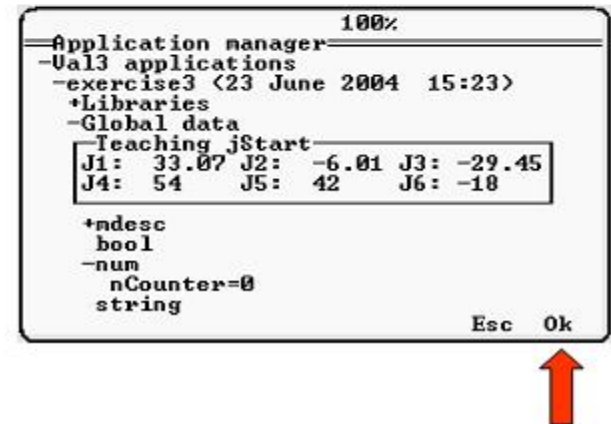 100%
Application manager
-Val3 applications
-exercise3 (23 June 2004 15:23)
+Libraries
-Global data
Teaching jStart
J1: 33.07 J2: -6.01 J3: -29.45
J4: 54 J5: 42 J6: -18
+mdesc
bool
-num
nCounter=0
string
Esc Ok